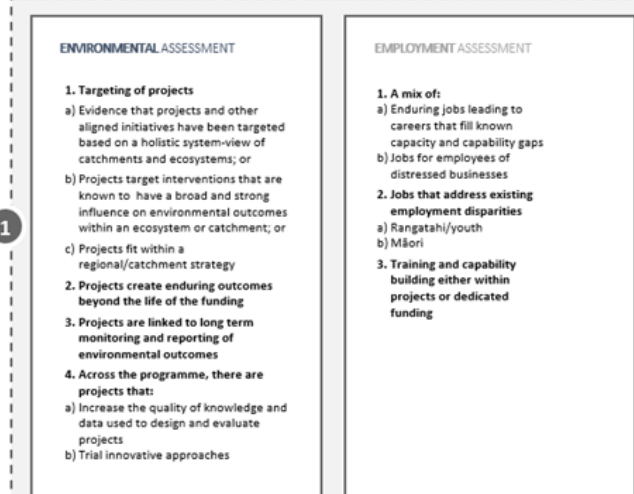 ENVIRONMENTAL ASSESSMENT
1. Targeting of projects
a) Evidence that projects and other
aligned initiatives have been targeted
based on a holistic system-view of
catchments and ecosystems; or
b) Projects target interventions that are
known to have a broad and strong
influence on environmental outcomes
within an ecosystem or catchment; or
c) Projects fit within a
regional/catchment strategy
2. Projects create enduring outcomes
beyond the life of the funding
3. Projects are linked to long term
monitoring and reporting of
environmental outcomes
4. Across the programme, there are
projects that:
a) Increase the quality of knowledge and
data used to design and evaluate
projects
b) Trial innovative approaches
1
EMPLOYMENT ASSESSMENT
1. A mix of:
a) Enduring jobs leading to
careers that fill known
capacity and capability gaps
b) Jobs for employees of
distressed businesses
2. Jobs that address existing
employment disparities
a) Rangatahi/youth
b) Māori
3. Training and capability
building either within
projects or dedicated
funding